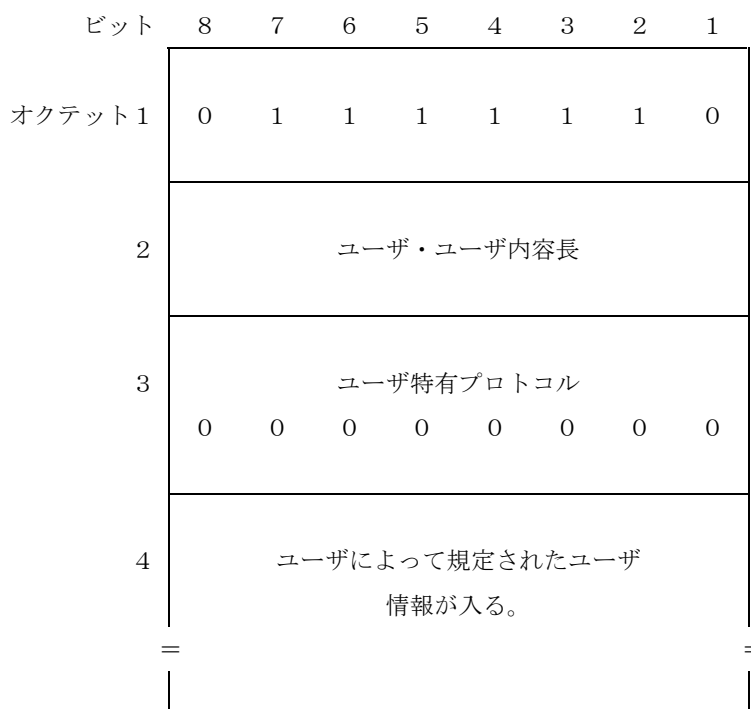 ビット 8 7 6 5 4 3 2 1
オクテット1 0 1 1 1 1 1 1 0
2 ユーザ・ユーザ内容長
3 ユーザ特有プロトコル
0 0 0 0 0 0 0 0
4 ユーザによって規定されたユーザ
情報が入る。
= =